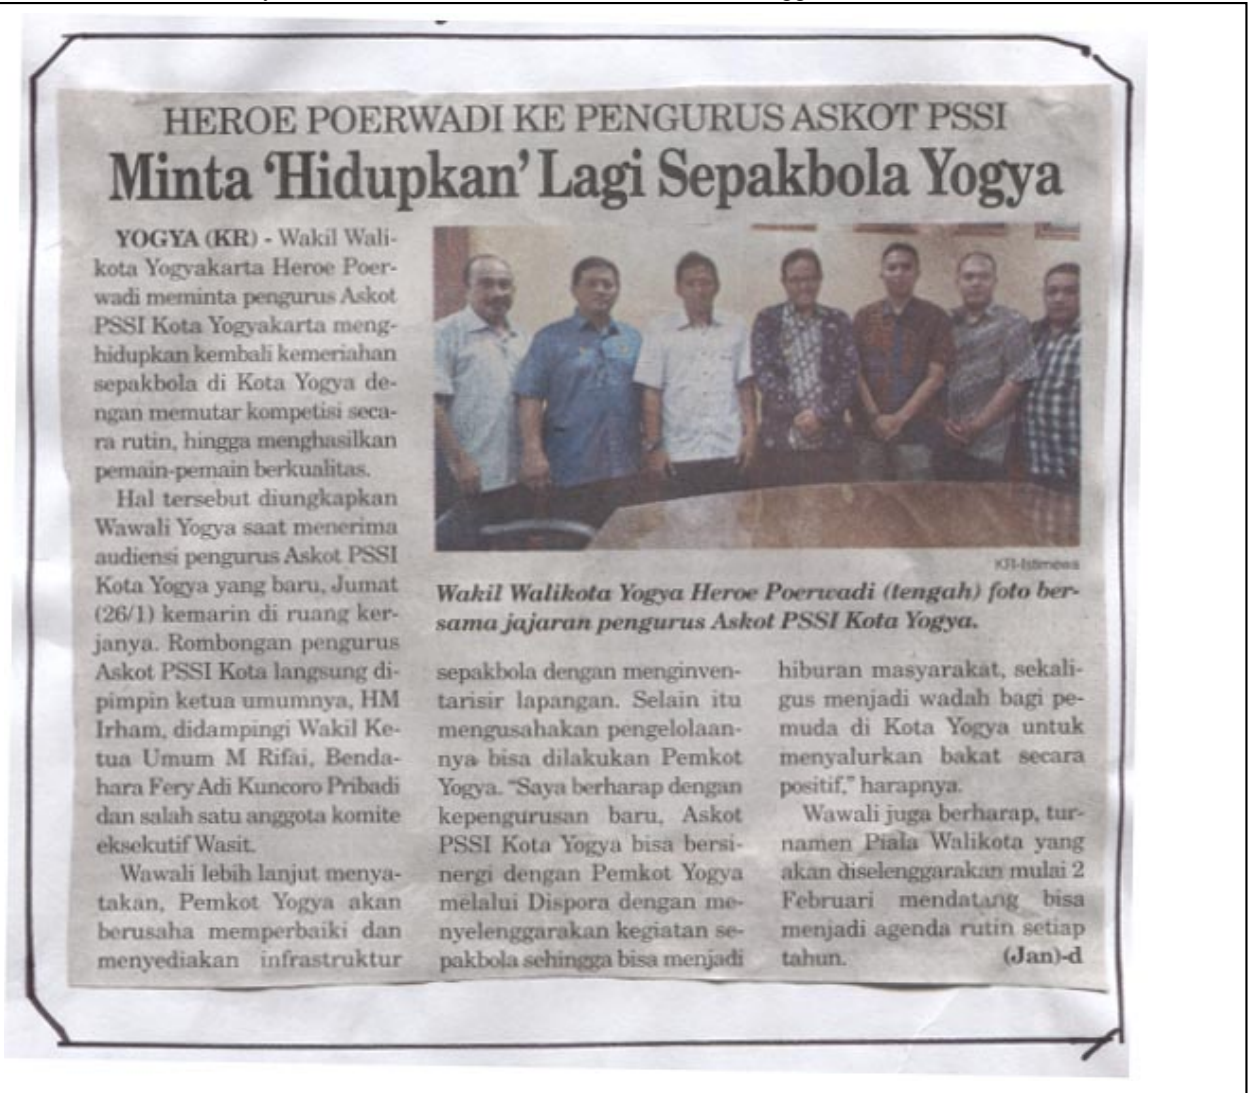 HEROE POERWADI KE PENGURUS ASKOT PSSI
Minta 'Hidupkan' Lagi Sepakbola Yogya
YOGYA (KR) - Wakil Wali-
kota Yogyakarta Heroe Poer-
wadi meminta pengurus Askot
PSSI Kota Yogyakarta meng-
hidupkan kembali kemeriahan
sepakbola di Kota Yogya de-
ngan memutar kompetisi seca-
ra rutin, hingga menghasilkan
pemain-pemain berkualitas.
Hal tersebut diungkapkan
Wawali Yogya saat menerima
audiensi pengurus Askot PSSI
Kota Yogya yang baru, Jumat
(26/1) kemarin di ruang ker-
janya. Rombongan pengurus
Askot PSSI Kota langsung di-
pimpin ketua umumnya, HM
Irham, didampingi Wakil Ke-
tua Umum M Rifai, Benda-
hara Fery Adi Kuncoro Pribadi
dan salah satu anggota komite
eksekutif Wasit.
Wawali lebih lanjut menya-
takan, Pemkot Yogya akan
berusaha memperbaiki dan
menyediakan infrastruktur
KR-Istimewa
Wakil Walikota Yogya Heroe Poerwadi (tengah) foto ber-
sama jajaran pengurus Askot PSSI Kota Yogya.
sepakbola dengan menginven-
tarisir lapangan. Selain itu
mengusahakan pengelolaan-
nya bisa dilakukan Pemkot
Yogya. "Saya berharap dengan
kepengurusan baru, Askot
PSSI Kota Yogya bisa bersi-
nergi dengan Pemkot Yogya
melalui Dispora dengan me-
nyelenggarakan kegiatan se-
pakbola sehingga bisa menjadi
hiburan masyarakat, sekali-
gus menjadi wadah bagi pe-
muda di Kota Yogya untuk
menyalurkan bakat secara
positif," harapnya.
Wawali juga berharap, tur-
namen Piala Walikota yang
akan diselenggarakan mulai 2
Februari mendatang bisa
menjadi agenda rutin setiap
tahun. (Jan)-d